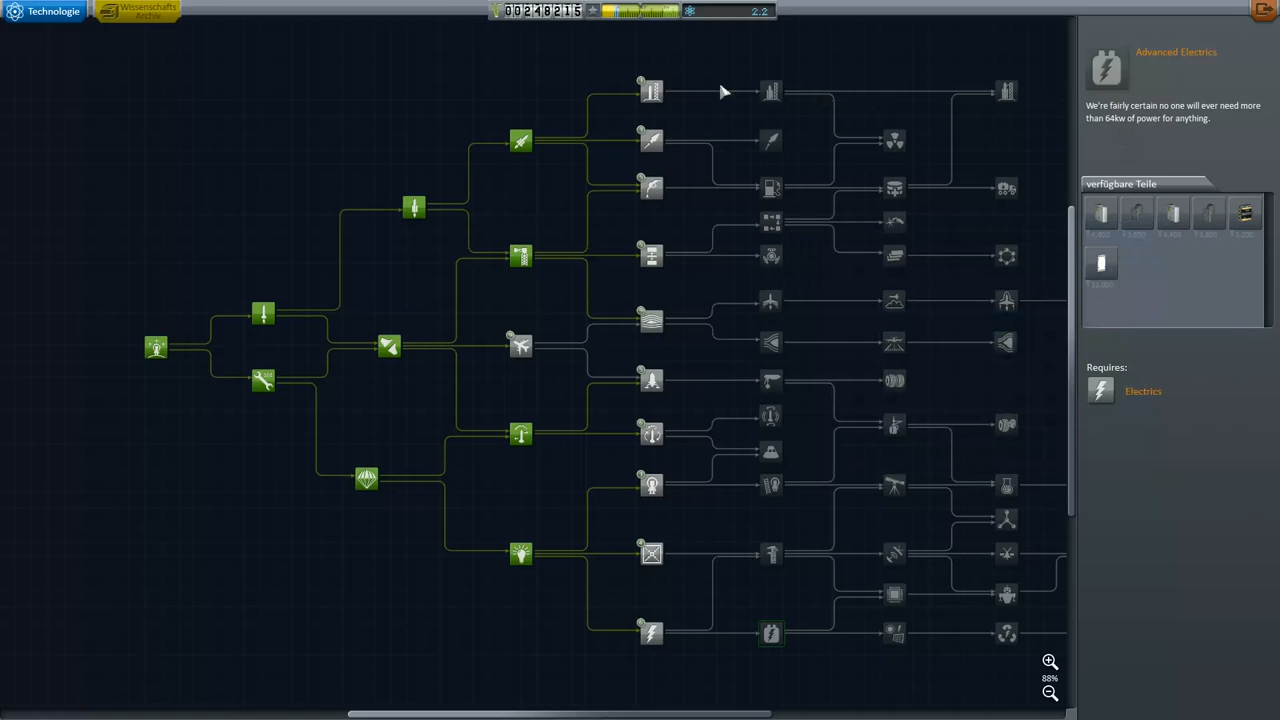 Technologie
Wissenschafts
Archiv
00248215
2.2
Advanced Electrics
We're fairly certain no one will ever need more
than 64kw of power for anything.
verfügbare Teile
Requires:
Electrics
88%